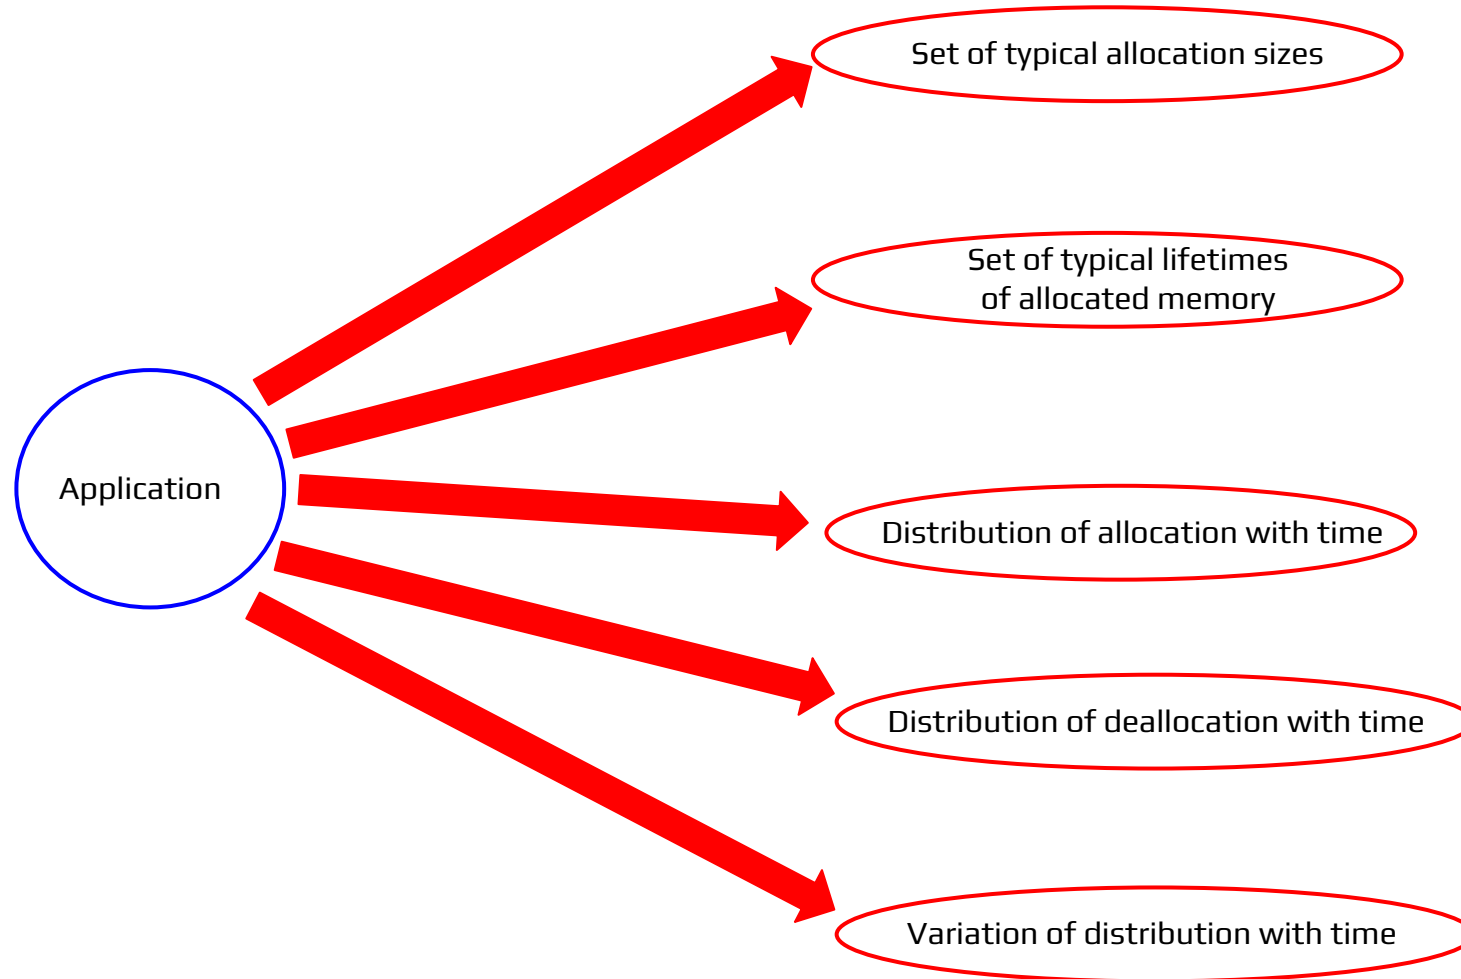 Set of typical allocation sizes
Set of typical lifetimes
of allocated memory
Application
Distribution of allocation with time
Distribution of deallocation with time
Variation of distribution with time